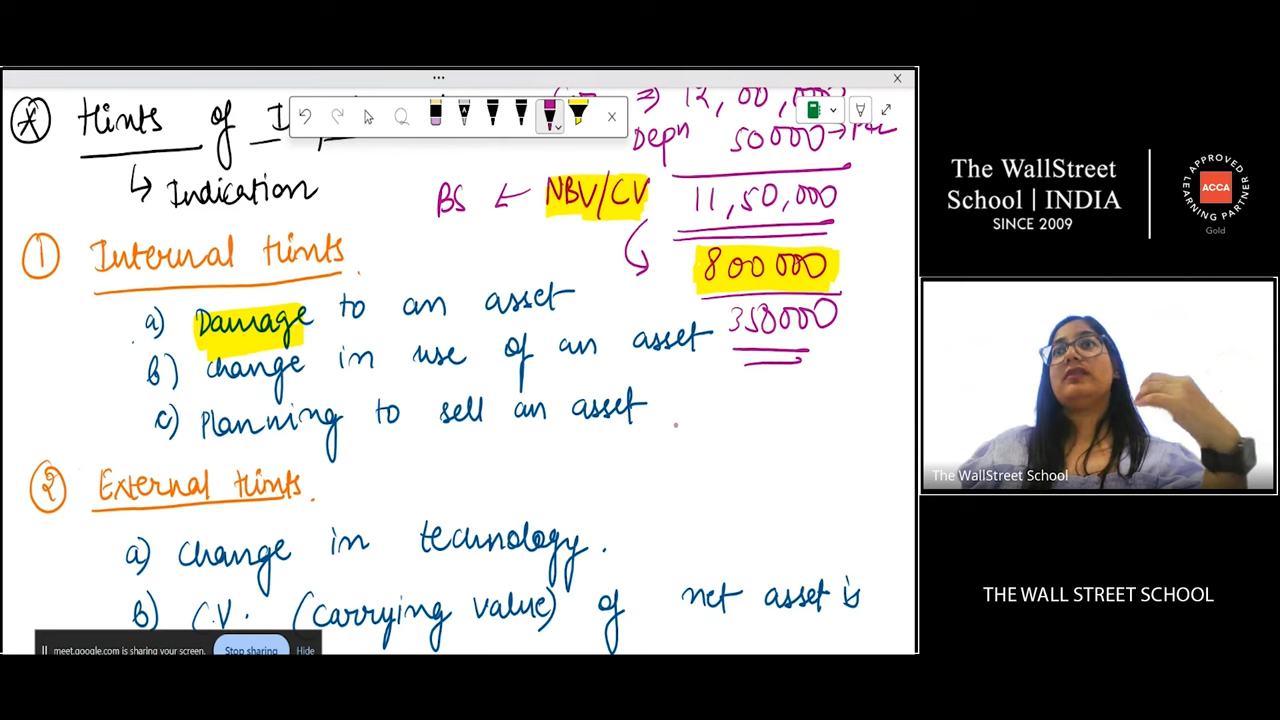 Hints of
↳ Indication
⇒ 12,00,000
Depn 50000 →
BS ← NBV/CV 11,50,000
800000
350000
① Internal Hints.
a) Damage to an asset
b) change in use of an asset
c) Planning to sell an asset
② External Hints.
a) change in technology.
b) C.V. (carrying value) of net asset is
meet.google.com is sharing your screen.
Stop sharing
Hide
The WallStreet
School | INDIA
SINCE 2009
APPROVED
LEARNING PARTNER
ACCA
Gold
The WallStreet School
THE WALL STREET SCHOOL